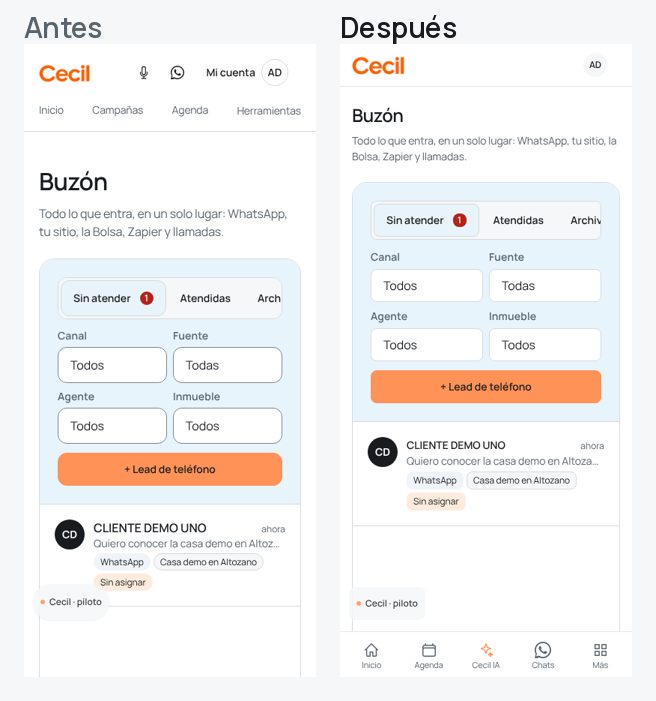 Antes
Cecil
Mi cuenta
AD
Inicio
Campañas
Agenda
Herramientas
Buzón
Todo lo que entra, en un solo lugar: WhatsApp,
tu sitio, la Bolsa, Zapier y llamadas.
Sin atender 1
Atendidas
Arch
Canal
Fuente
Todos
Todas
Agente
Inmueble
Todos
Todos
+ Lead de teléfono
CD
CLIENTE DEMO UNO
ahora
Quiero conocer la casa demo en Altoz...
WhatsApp
Casa demo en Altozano
Sin asignar
Cecil · piloto
Después
Cecil
AD
Buzón
Todo lo que entra, en un solo lugar: WhatsApp, tu sitio, la
Bolsa, Zapier y llamadas.
Sin atender 1
Atendidas
Archiv
Canal
Fuente
Todos
Todas
Agente
Inmueble
Todos
Todos
+ Lead de teléfono
CD
CLIENTE DEMO UNO
ahora
Quiero conocer la casa demo en Altoza...
WhatsApp
Casa demo en Altozano
Sin asignar
Cecil · piloto
Inicio
Agenda
Cecil IA
Chats
Más